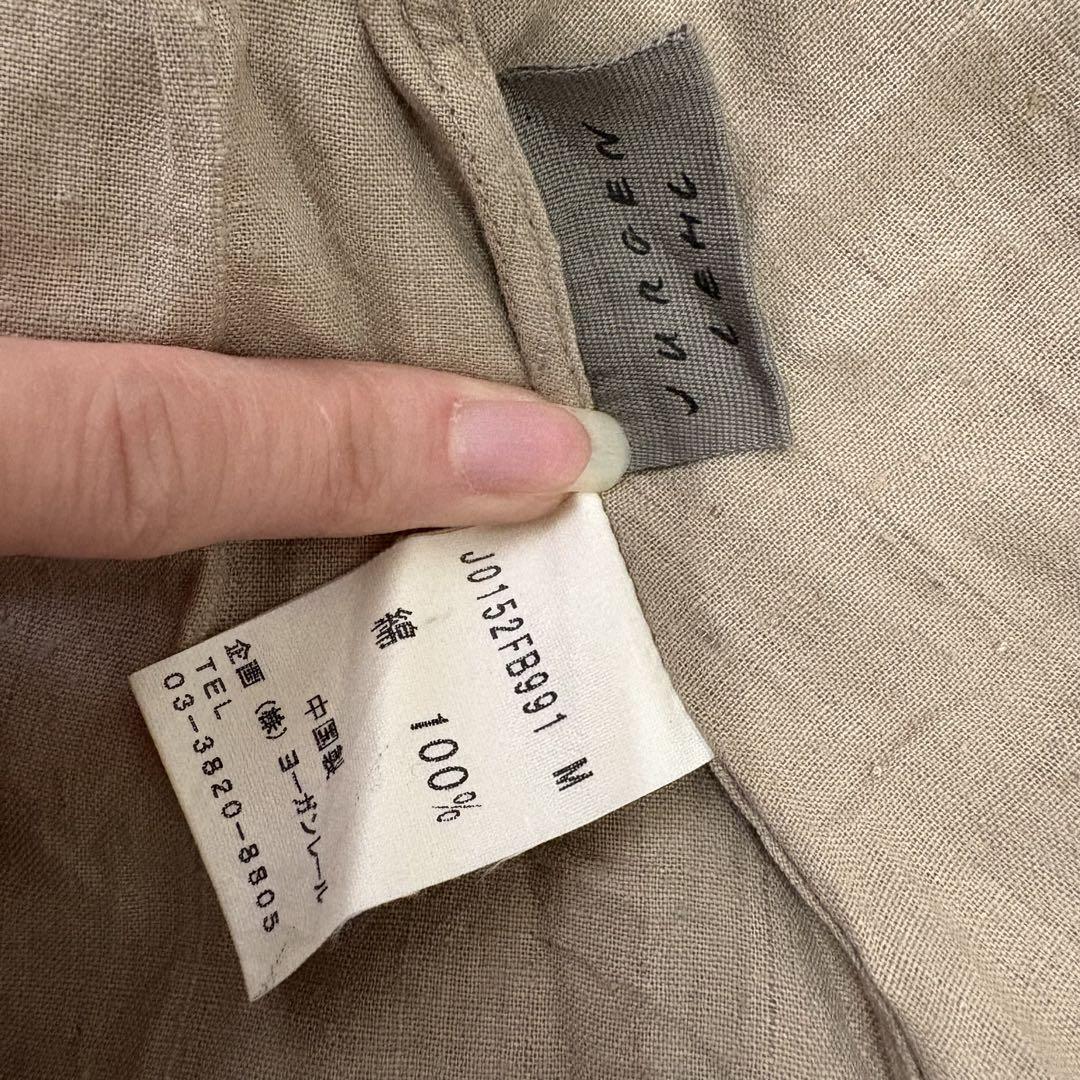 JURGEN
LEHL
J0152FB991 M
綿 100%
中国製
企画 (株)ヨーガンレール
TEL
03-3820-8805